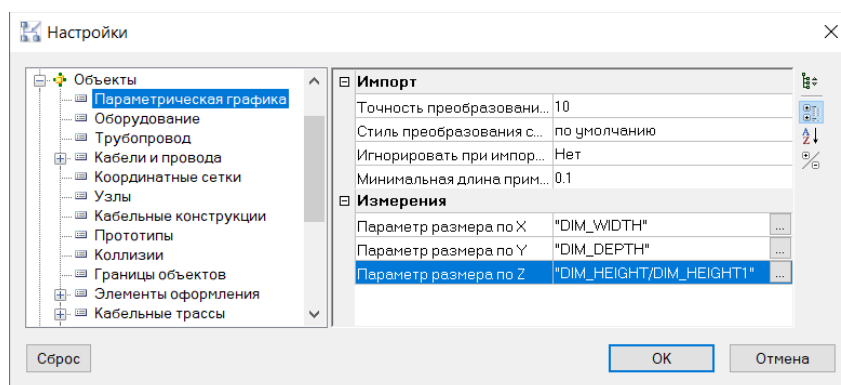 Настройки
Объекты
Параметрическая графика
Оборудование
Трубопровод
Кабели и провода
Координатные сетки
Узлы
Кабельные конструкции
Прототипы
Коллизии
Границы объектов
Элементы оформления
Кабельные трассы
Импорт
Точность преобразовани... 10
Стиль преобразования с... по умолчанию
Игнорировать при импор... Нет
Минимальная длина прим... 0.1
Измерения
Параметр размера по X "DIM_WIDTH" ...
Параметр размера по Y "DIM_DEPTH" ...
Параметр размера по Z "DIM_HEIGHT/DIM_HEIGHT1" ...
Сброс
OK
Отмена